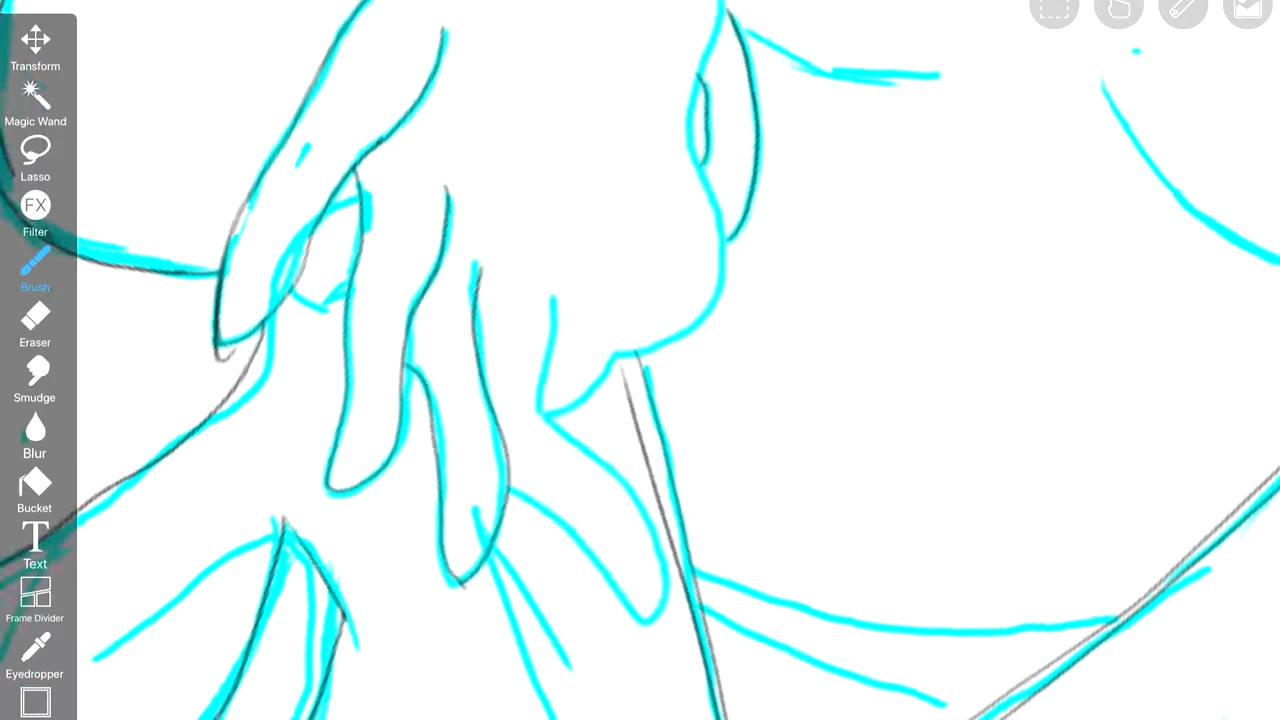 Transform
Magic Wand
Lasso
FX
Filter
Brush
Eraser
Smudge
Blur
Bucket
T
Text
Frame Divider
Eyedropper